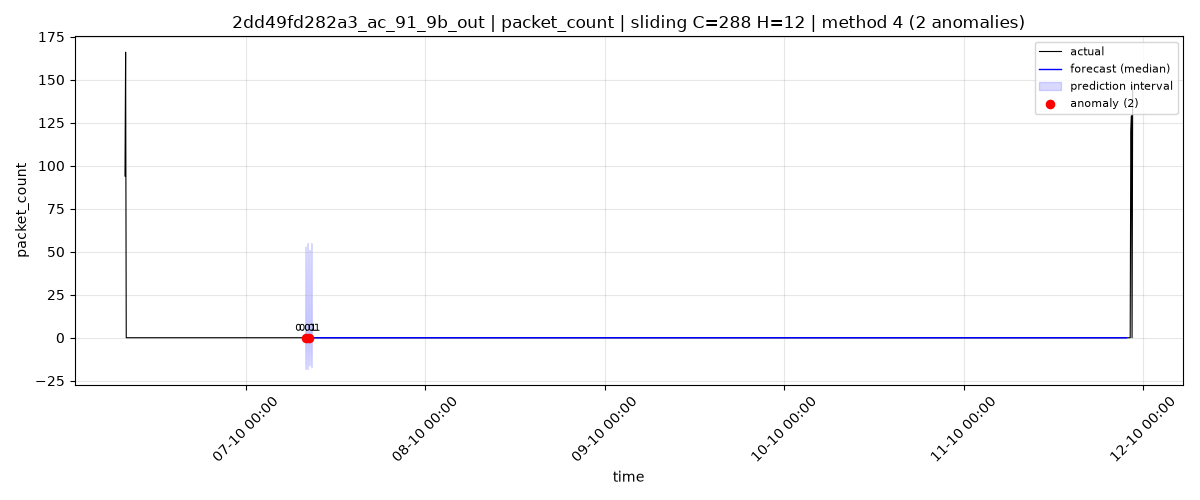 2dd49fd282a3_ac_91_9b_out | packet_count | sliding C=288 H=12 | method 4 (2 anomalies)
actual
forecast (median)
prediction interval
anomaly (2)
packet_count
175
150
125
100
75
50
25
0
−25
07-10 00:00
08-10 00:00
09-10 00:00
10-10 00:00
11-10 00:00
12-10 00:00
time